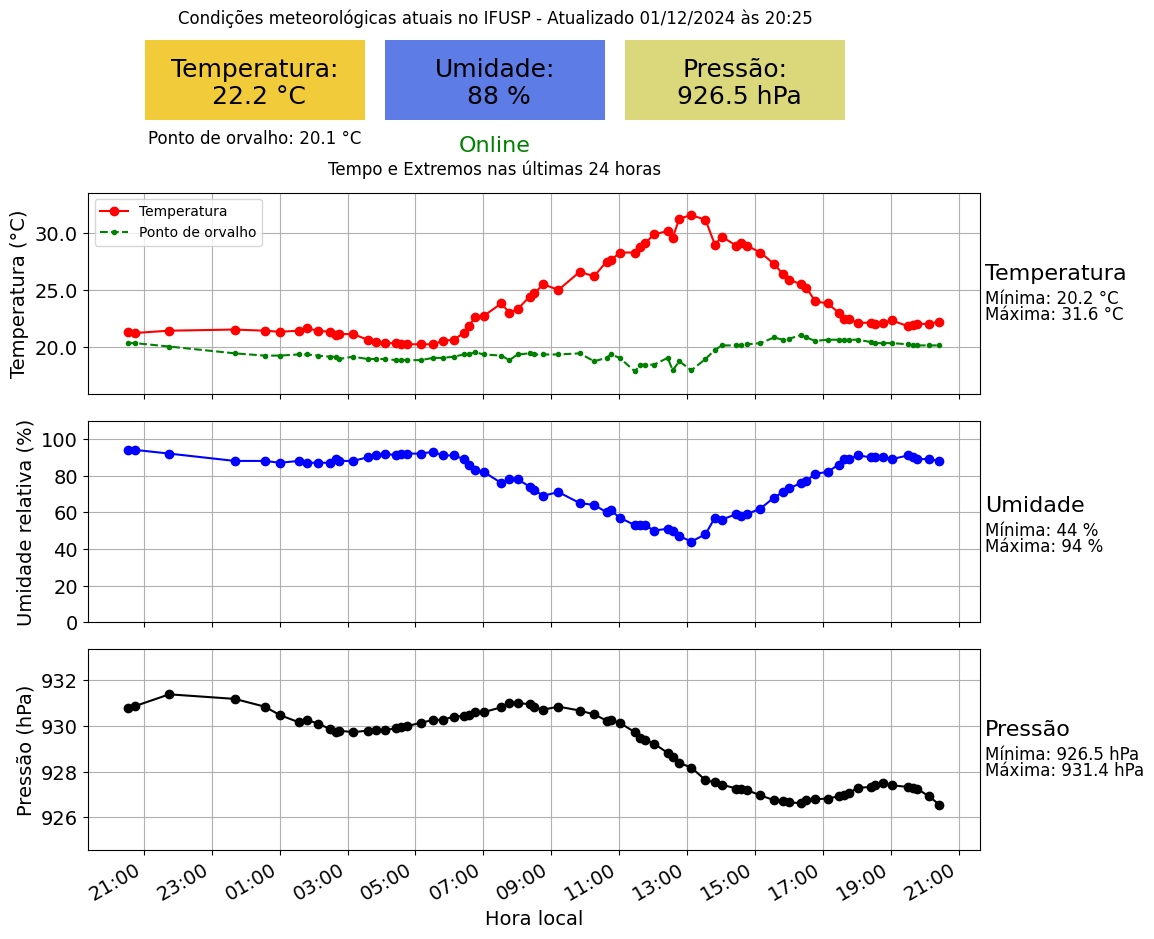 Condições meteorológicas atuais no IFUSP - Atualizado 01/12/2024 às 20:25
Temperatura:
22.2 °C
Umidade:
88 %
Pressão:
926.5 hPa
Ponto de orvalho: 20.1 °C
Online
Tempo e Extremos nas últimas 24 horas
Temperatura (°C)
30.0
25.0
20.0
Temperatura
Ponto de orvalho
Temperatura
Mínima: 20.2 °C
Máxima: 31.6 °C
Umidade relativa (%)
100
80
60
40
20
0
Umidade
Mínima: 44 %
Máxima: 94 %
Pressão (hPa)
932
930
928
926
Pressão
Mínima: 926.5 hPa
Máxima: 931.4 hPa
21:00 23:00 01:00 03:00 05:00 07:00 09:00 11:00 13:00 15:00 17:00 19:00 21:00
Hora local